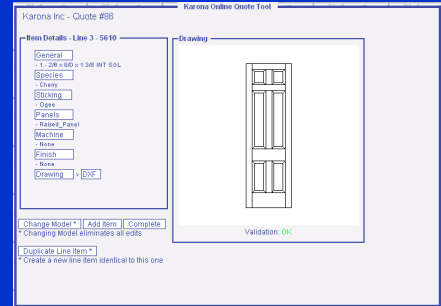 Karona Online Quote Tool
Karona Inc - Quote #86
Item Details - Line 3 - 5610
General
- 1 - 2/8 x 8/0 x 1 3/8 INT SGL
Species
- Cherry
Sticking
- Ogee
Panels
- Raised_Panel
Machine
- None
Finish
- None
Drawing > DXF
Change Model * Add Item Complete
* Changing Model eliminates all edits
Duplicate Line Item *
* Create a new line item identical to this one
Drawing
Validation: OK